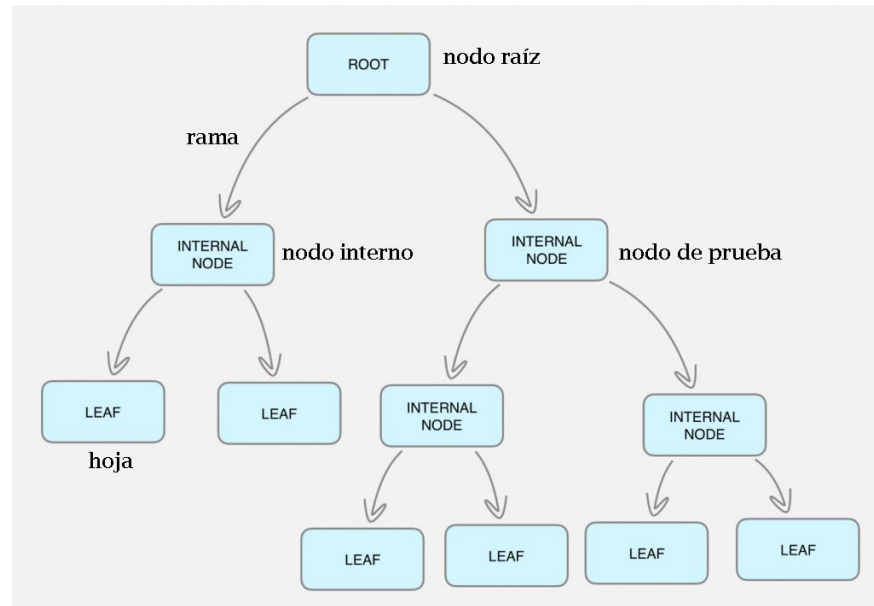 ROOT
nodo raíz
rama
INTERNAL
NODE
nodo interno
INTERNAL
NODE
nodo de prueba
LEAF
LEAF
INTERNAL
NODE
INTERNAL
NODE
hoja
LEAF
LEAF
LEAF
LEAF